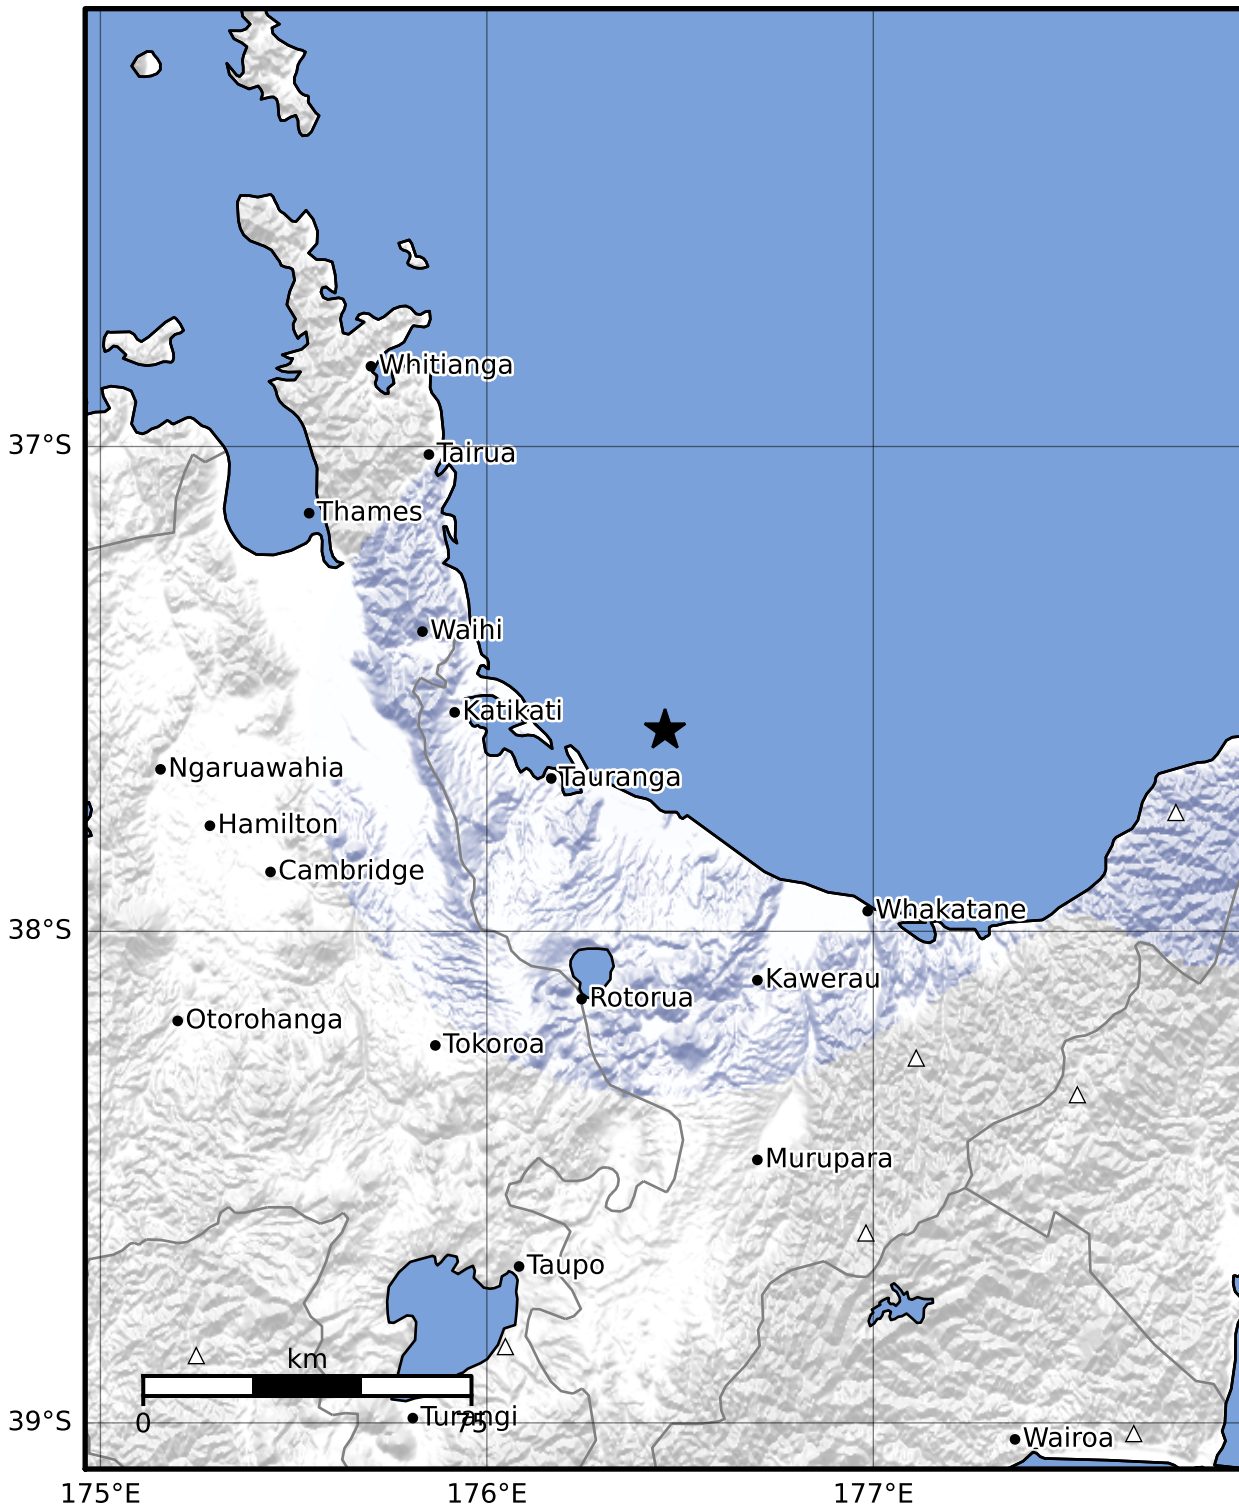 Whitianga
37°S
Tairua
Thames
Waihi
Katikati
Ngaruawahia
Tauranga
Hamilton
Cambridge
38°S
Whakatane
Kawerau
Rotorua
Otorohanga
Tokoroa
Murupara
Taupo
km
0
75
Turangi
39°S
Wairoa
175°E
176°E
177°E